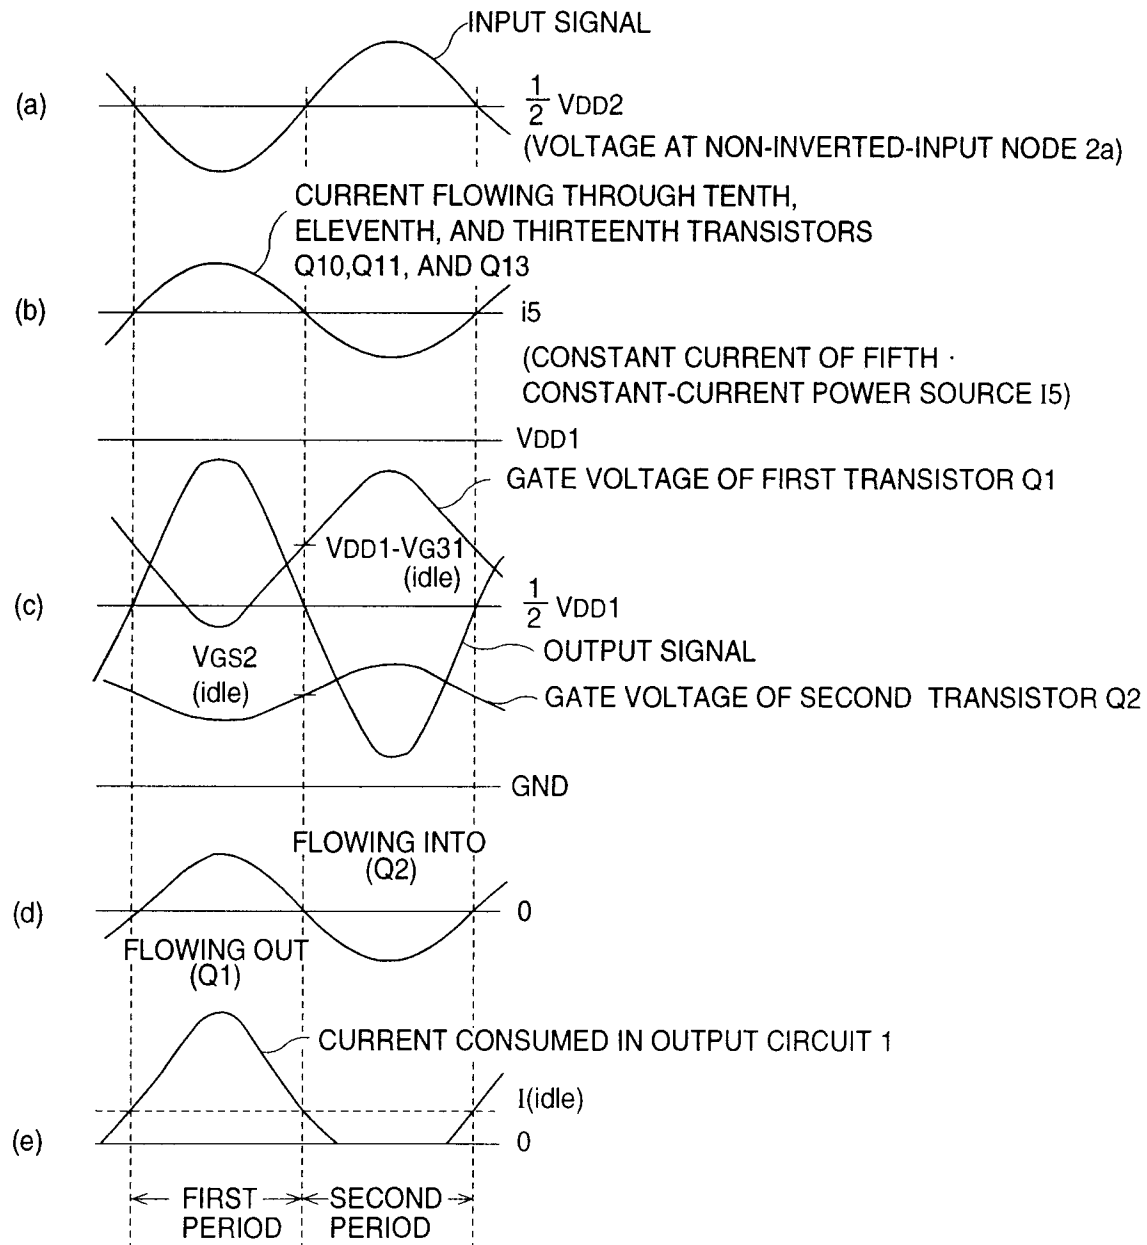 INPUT SIGNAL
(a)
1/2 VDD2
(VOLTAGE AT NON-INVERTED-INPUT NODE 2a)
CURRENT FLOWING THROUGH TENTH,
ELEVENTH, AND THIRTEENTH TRANSISTORS
Q10,Q11, AND Q13
(b)
i5
(CONSTANT CURRENT OF FIFTH ·
CONSTANT-CURRENT POWER SOURCE I5)
VDD1
GATE VOLTAGE OF FIRST TRANSISTOR Q1
VDD1-VG31
(idle)
(c)
1/2 VDD1
VGS2
(idle)
OUTPUT SIGNAL
GATE VOLTAGE OF SECOND TRANSISTOR Q2
GND
FLOWING INTO
(Q2)
(d)
0
FLOWING OUT
(Q1)
CURRENT CONSUMED IN OUTPUT CIRCUIT 1
I(idle)
(e)
0
FIRST
PERIOD
SECOND
PERIOD